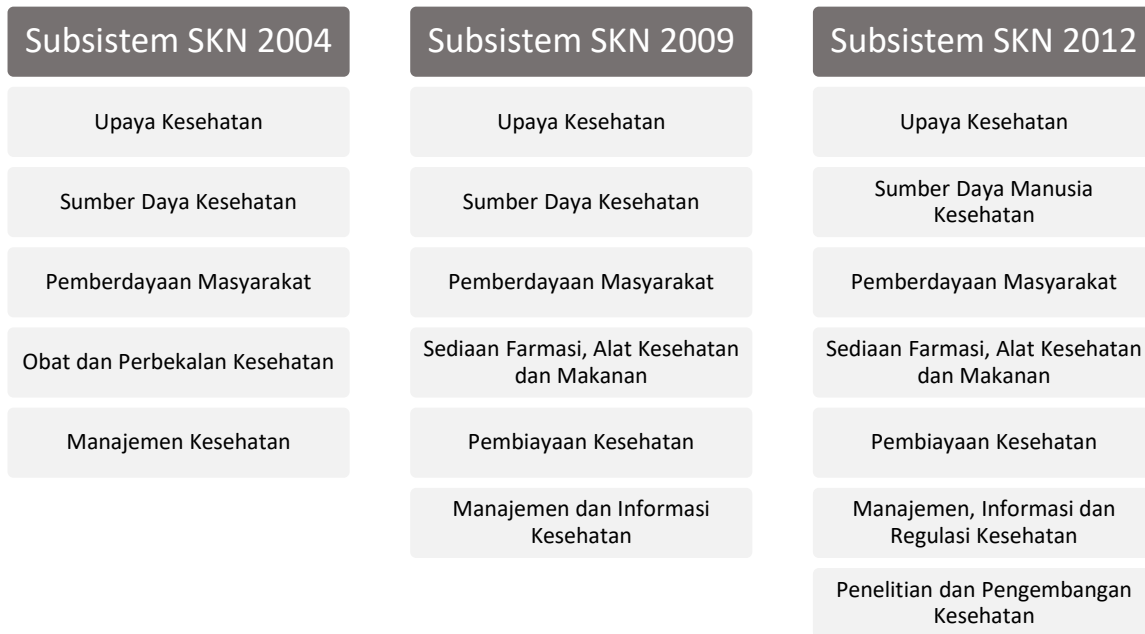 Subsistem SKN 2004
Upaya Kesehatan
Sumber Daya Kesehatan
Pemberdayaan Masyarakat
Obat dan Perbekalan Kesehatan
Manajemen Kesehatan
Subsistem SKN 2009
Upaya Kesehatan
Sumber Daya Kesehatan
Pemberdayaan Masyarakat
Sediaan Farmasi, Alat Kesehatan
dan Makanan
Pembiayaan Kesehatan
Manajemen dan Informasi
Kesehatan
Subsistem SKN 2012
Upaya Kesehatan
Sumber Daya Manusia
Kesehatan
Pemberdayaan Masyarakat
Sediaan Farmasi, Alat Kesehatan
dan Makanan
Pembiayaan Kesehatan
Manajemen, Informasi dan
Regulasi Kesehatan
Penelitian dan Pengembangan
Kesehatan